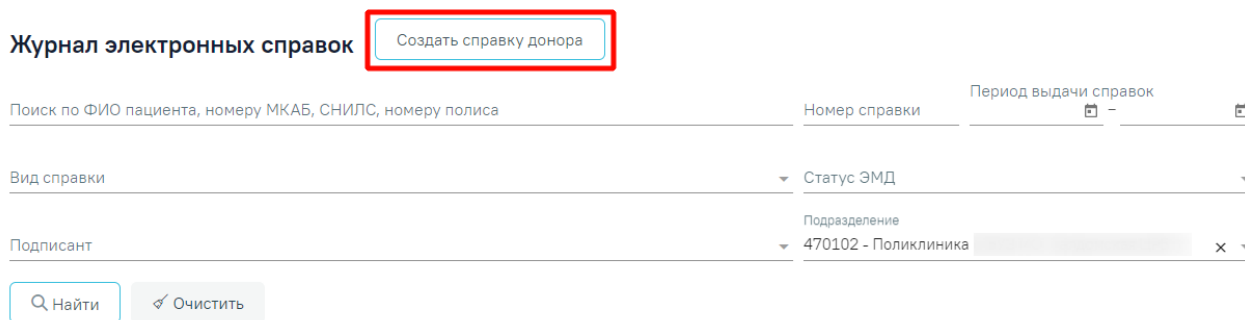 Журнал электронных справок
Создать справку донора
Поиск по ФИО пациента, номеру МКАБ, СНИЛС, номеру полиса
Номер справки
Период выдачи справок
–
Вид справки
Статус ЭМД
Подписант
Подразделение
470102 - Поликлиника
Найти
Очистить